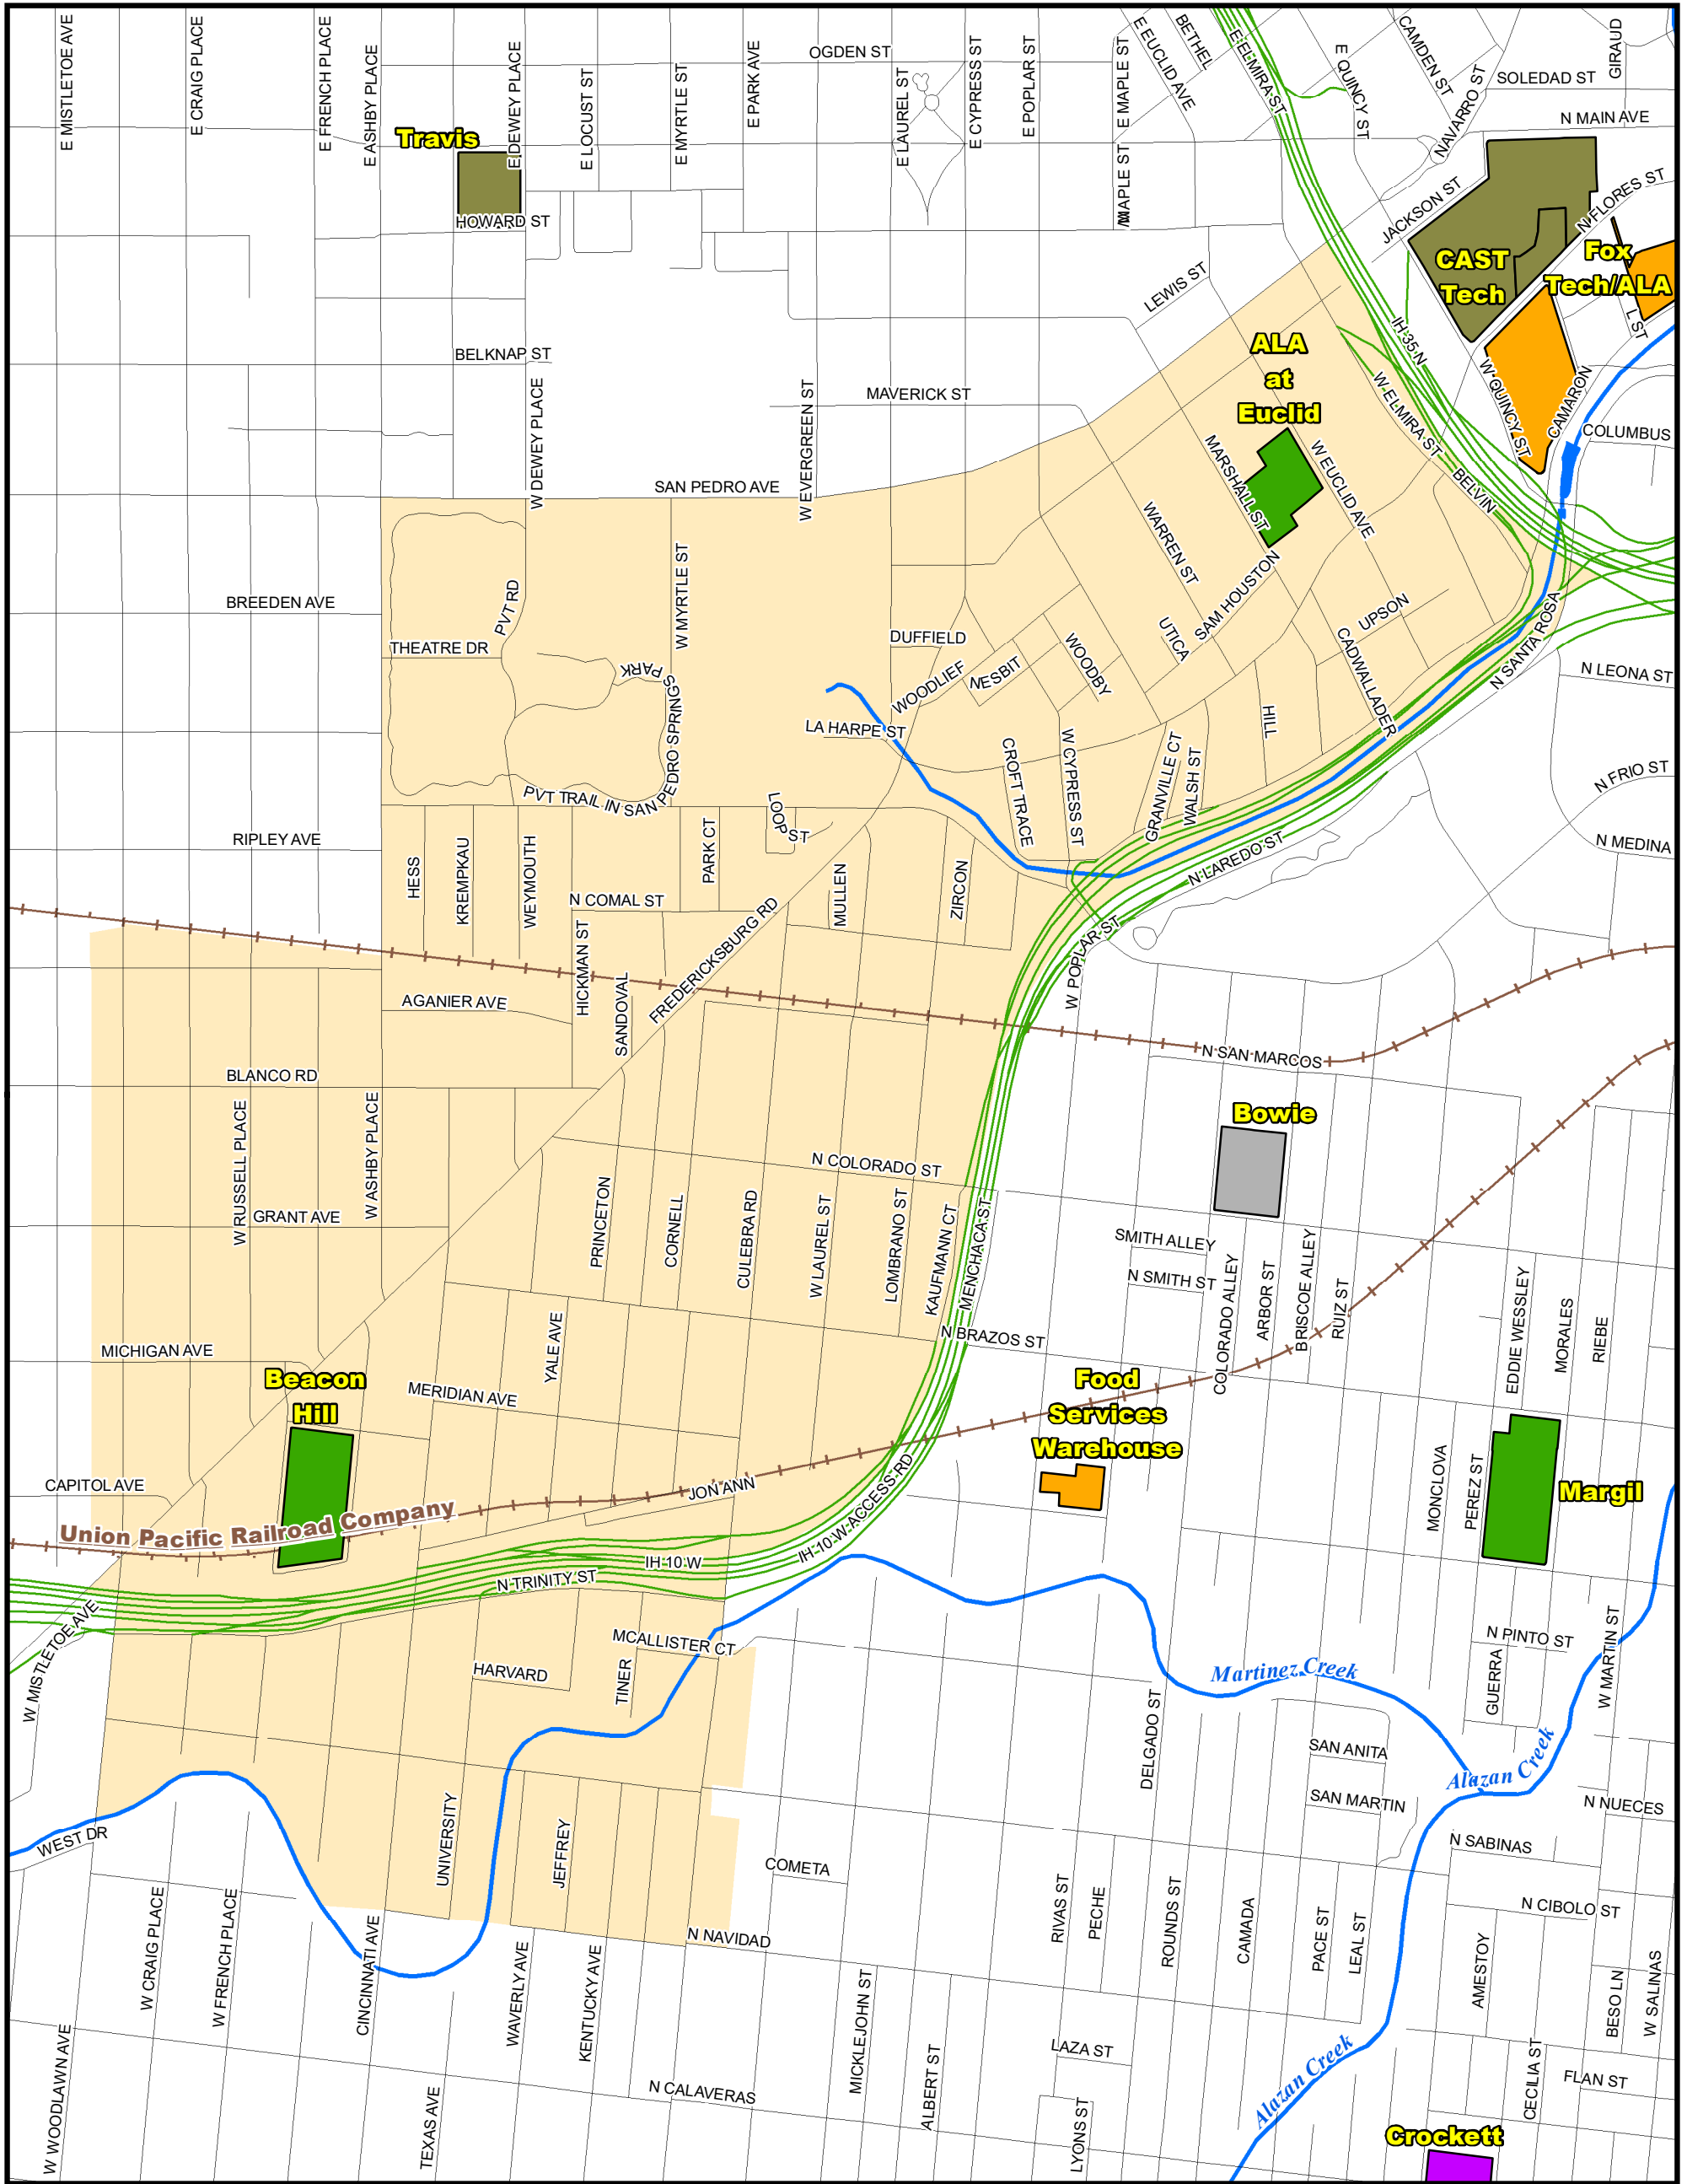 E MISTLETOE AVE
E CRAIG PLACE
E FRENCH PLACE
E ASHBY PLACE
E DEWEY PLACE
E LOCUST ST
E MYRTLE ST
E PARK AVE
OGDEN ST
E LAUREL ST
E CYPRESS ST
E POPLAR ST
E MAPLE ST
MAPLE ST
E EUCLID AVE
BETHEL
E ELMIRA ST
E QUINCY ST
CAMDEN ST
NAVARRO ST
SOLEDAD ST
GIRAUD
N MAIN AVE
Travis
HOWARD ST
JACKSON ST
N FLORES ST
CAST
Tech
Fox
Tech/ALA
L ST
LEWIS ST
IH 35 N
BELKNAP ST
ALA
at
Euclid
W ELMIRA ST
W QUINCY ST
CAMARON
COLUMBUS
W DEWEY PLACE
W EVERGREEN ST
MAVERICK ST
MARSHALL ST
W EUCLID AVE
BELVIN
SAN PEDRO AVE
WARREN ST
W MYRTLE ST
PVT RD
BREEDEN AVE
SAM HOUSTON
UPSON
N SANTA ROSA
THEATRE DR
DUFFIELD
UTICA
CADWALLADER
WOODLIEF
NESBIT
WOODBY
N LEONA ST
PVT TRAIL IN SAN PEDRO SPRINGS PARK
LA HARPE ST
HILL
CROFT TRACE
W CYPRESS ST
GRANVILLE CT
WALSH ST
N FRIO ST
LOOP ST
RIPLEY AVE
N MEDINA
HESS
KREMPKAU
WEYMOUTH
PARK CT
N LAREDO ST
MULLEN
ZIRCON
N COMAL ST
HICKMAN ST
FREDERICKSBURG RD
W POPLAR ST
SANDOVAL
AGANIER AVE
N SAN MARCOS
BLANCO RD
Bowie
W RUSSELL PLACE
W ASHBY PLACE
N COLORADO ST
GRANT AVE
PRINCETON
CORNELL
CULEBRA RD
W LAUREL ST
LOMBRANO ST
KAUFMANN CT
MENCHACA ST
SMITH ALLEY
N SMITH ST
COLORADO ALLEY
ARBOR ST
BRISCOE ALLEY
RUIZ ST
EDDIE WESSLEY
MORALES
RIEBE
N BRAZOS ST
MICHIGAN AVE
YALE AVE
Beacon
Hill
MERIDIAN AVE
Food
Services
Warehouse
MONCLOVA
PEREZ ST
Margil
CAPITOL AVE
JON ANN
Union Pacific Railroad Company
IH 10 W ACCESS RD
IH 10 W
N TRINITY ST
W MISTLETOE AVE
MCALLISTER CT
HARVARD
TINER
N PINTO ST
GUERRA
W MARTIN ST
Martinez Creek
DELGADO ST
SAN ANITA
Alazan Creek
SAN MARTIN
N NUECES
WEST DR
UNIVERSITY
JEFFREY
COMETA
N SABINAS
N CIBOLO ST
W CRAIG PLACE
W FRENCH PLACE
CINCINNATI AVE
N NAVIDAD
RIVAS ST
PECHE
ROUNDS ST
CAMADA
PACE ST
LEAL ST
AMESTOY
BESO LN
W SALINAS
WAVERLY AVE
KENTUCKY AVE
MICKLEJOHN ST
W WOODLAWN AVE
TEXAS AVE
N CALAVERAS
ALBERT ST
LAZA ST
LYONS ST
Alazan Creek
CECILIA ST
FLAN ST
Crockett